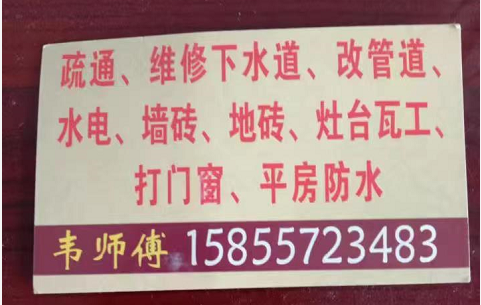 疏通、维修下水道、改管道、
水电、墙砖、地砖、灶台瓦工、
打门窗、平房防水
韦师傅 15855723483